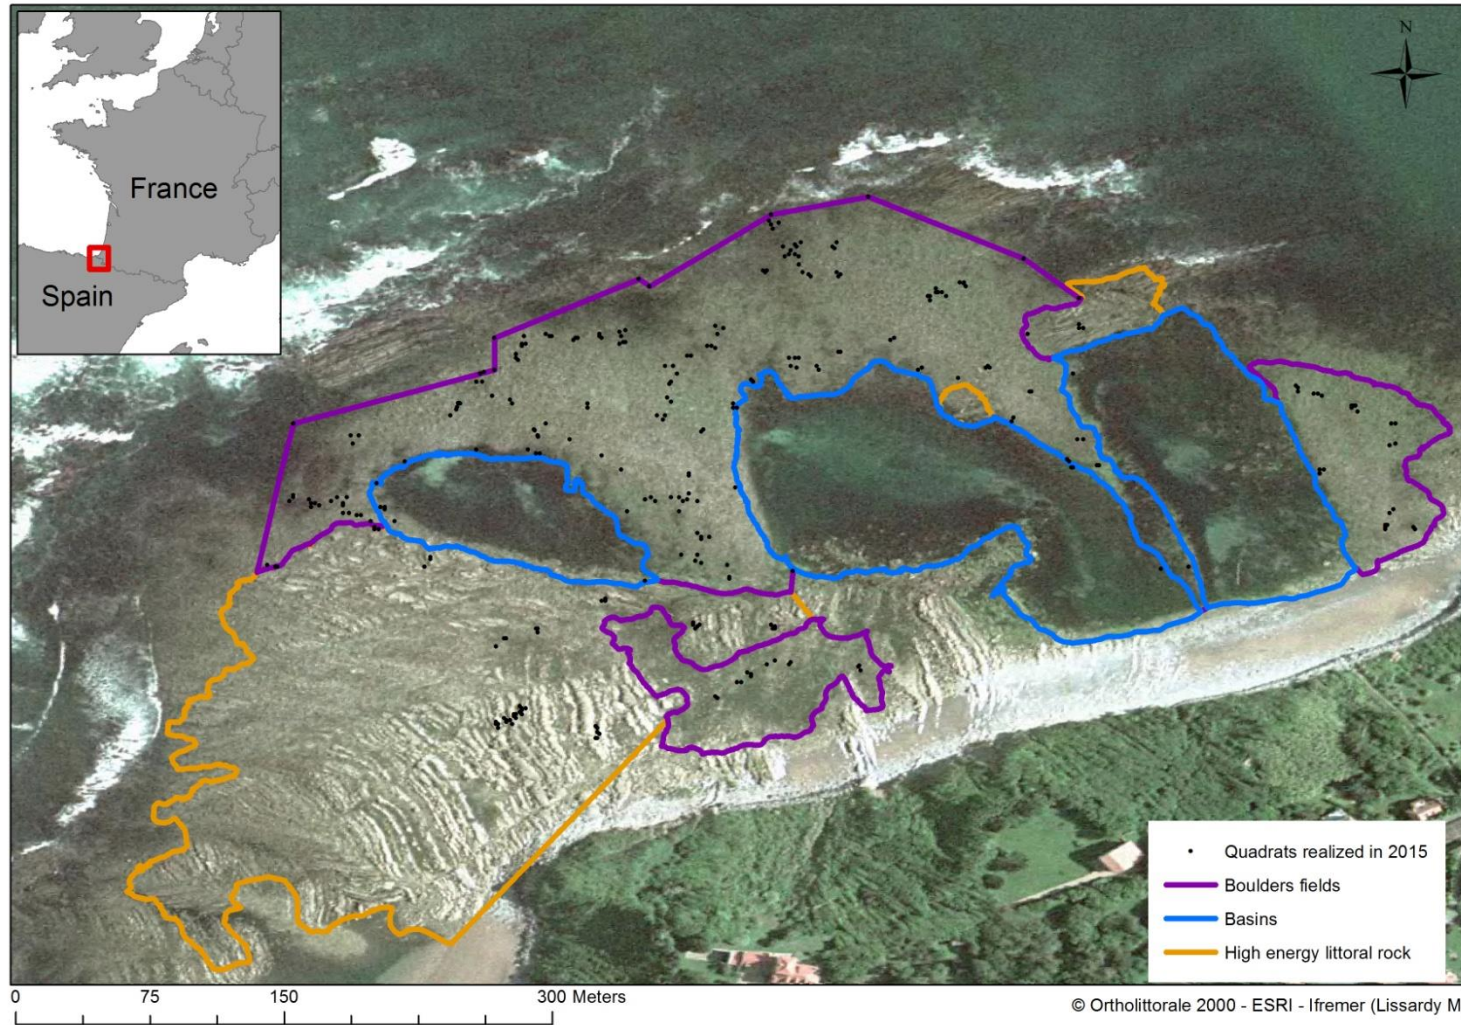 N
France
Spain
Quadrats realized in 2015
Boulders fields
Basins
High energy littoral rock
0 75 150 300 Meters
© Ortholittorale 2000 - ESRI - Ifremer (Lissardy M